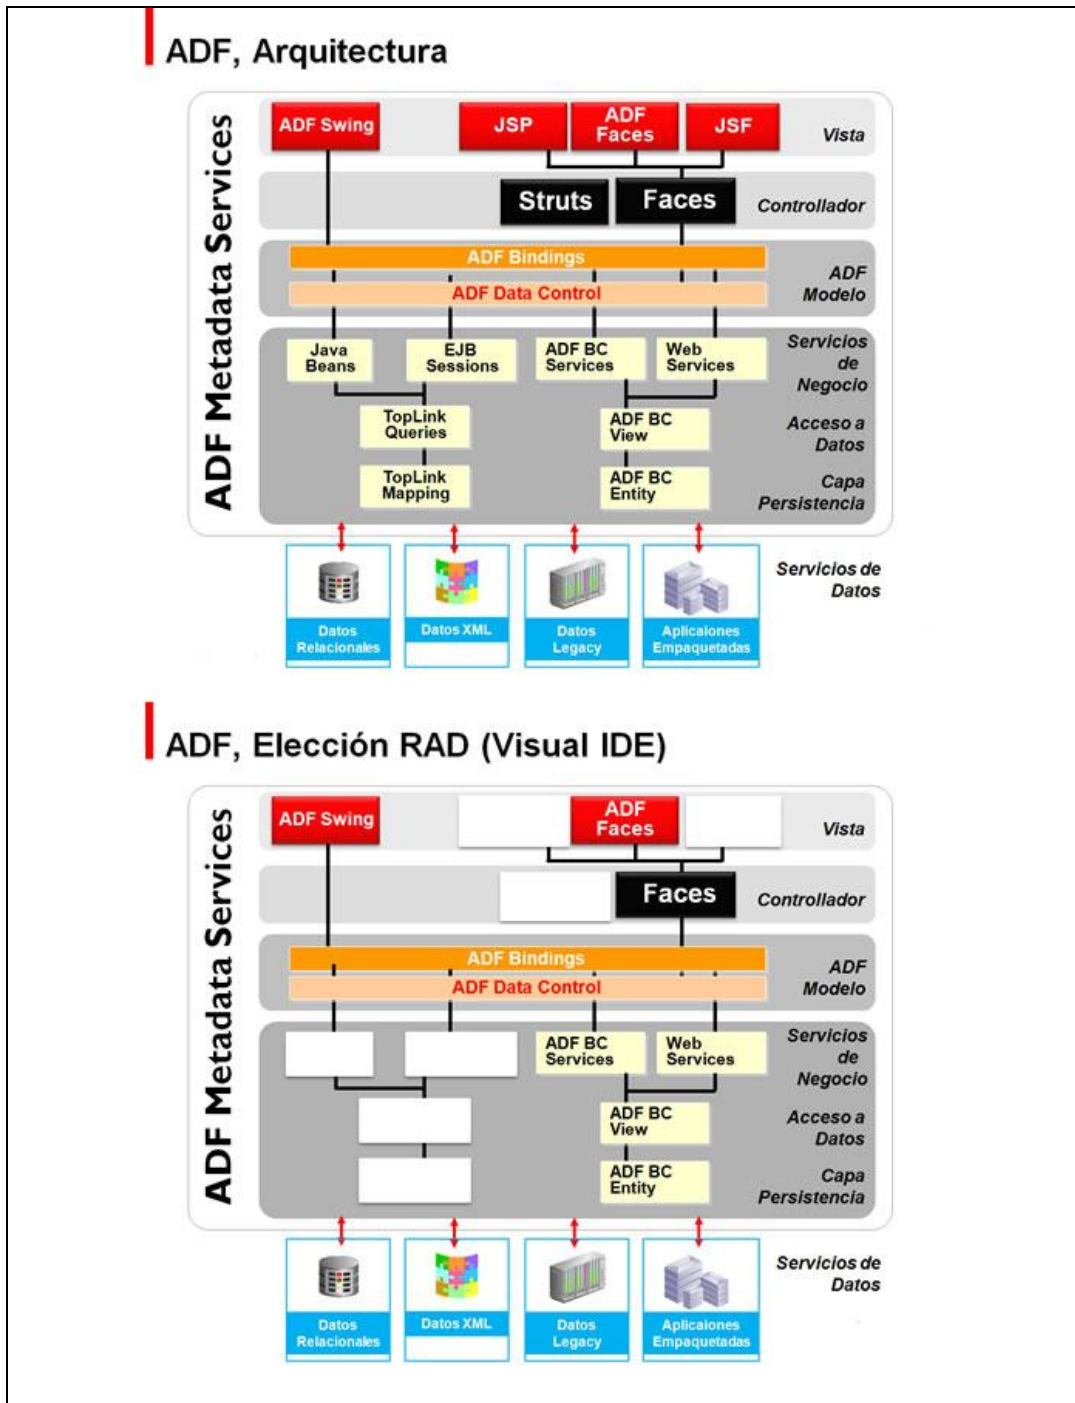 ADF, Arquitectura
ADF Metadata Services
ADF Swing
JSP
ADF
Faces
JSF
Vista
Struts
Faces
Controllador
ADF Bindings
ADF Data Control
ADF
Modelo
Java
Beans
EJB
Sessions
ADF BC
Services
Web
Services
Servicios
de
Negocio
TopLink
Queries
ADF BC
View
Acceso a
Datos
TopLink
Mapping
ADF BC
Entity
Capa
Persistencia
Datos
Relacionales
Datos XML
Datos
Legacy
Aplicaiones
Empaquetadas
Servicios de
Datos
ADF, Elección RAD (Visual IDE)
ADF Metadata Services
ADF Swing
ADF
Faces
Vista
Faces
Controllador
ADF Bindings
ADF Data Control
ADF
Modelo
ADF BC
Services
Web
Services
Servicios
de
Negocio
ADF BC
View
Acceso a
Datos
ADF BC
Entity
Capa
Persistencia
Datos
Relacionales
Datos XML
Datos
Legacy
Aplicaiones
Empaquetadas
Servicios de
Datos